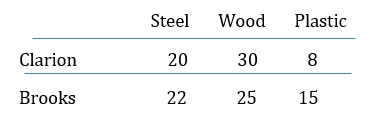 Steel Wood Plastic
Clarion 20 30 8
Brooks 22 25 15